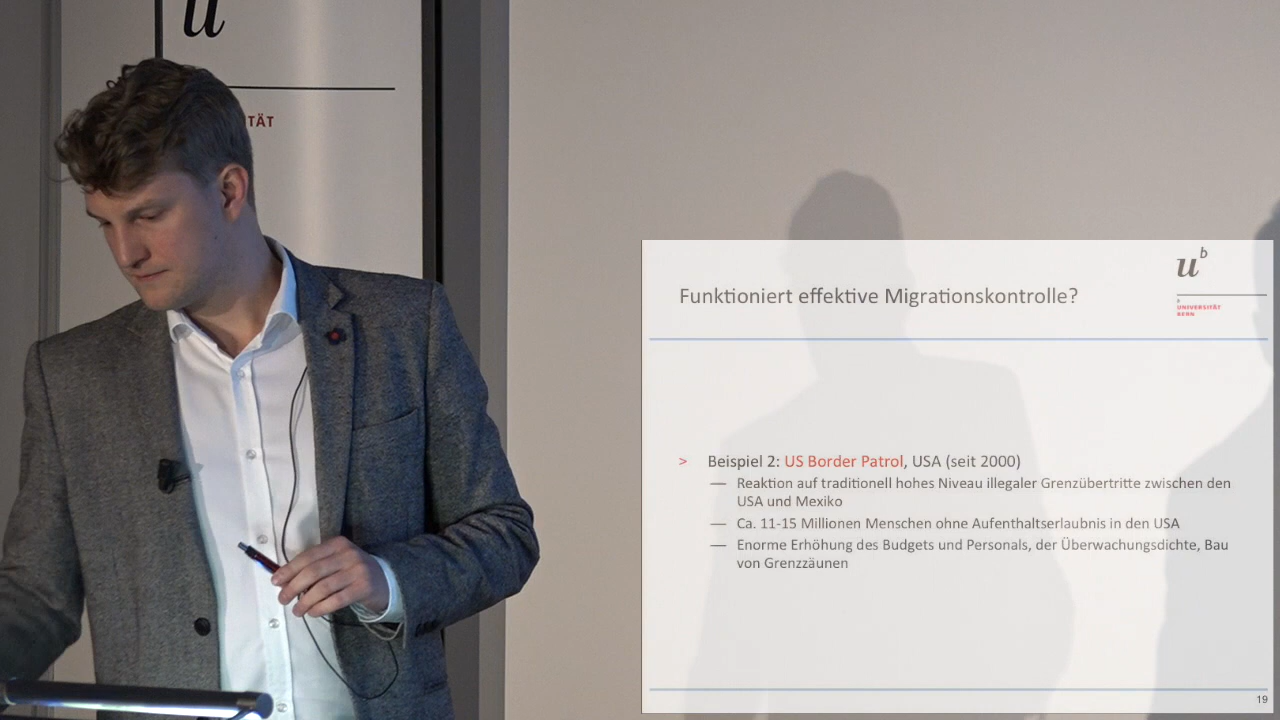 u
TÄT
Funktioniert effektive Migrationskontrolle?
u b
b
UNIVERSITÄT
BERN
> Beispiel 2: US Border Patrol, USA (seit 2000)
— Reaktion auf traditionell hohes Niveau illegaler Grenzübertritte zwischen den
USA und Mexiko
— Ca. 11-15 Millionen Menschen ohne Aufenthaltserlaubnis in den USA
— Enorme Erhöhung des Budgets und Personals, der Überwachungsdichte, Bau
von Grenzzäunen
19